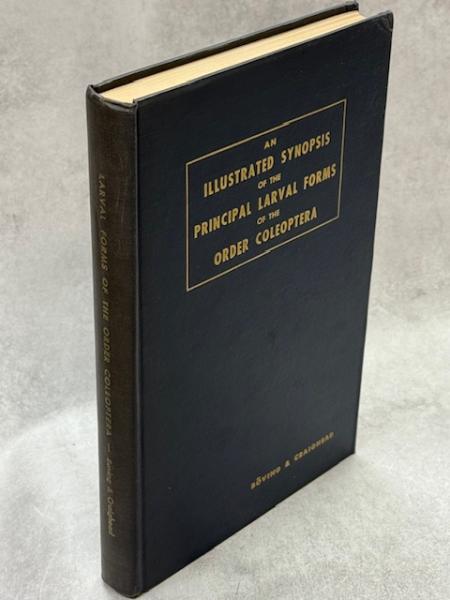 AN
ILLUSTRATED SYNOPSIS
OF THE
PRINCIPAL LARVAL FORMS
OF THE
ORDER COLEOPTERA
BÖVING & CRAIGHEAD
LARVAL FORMS OF THE ORDER COLEOPTERA — Böving & Craighead